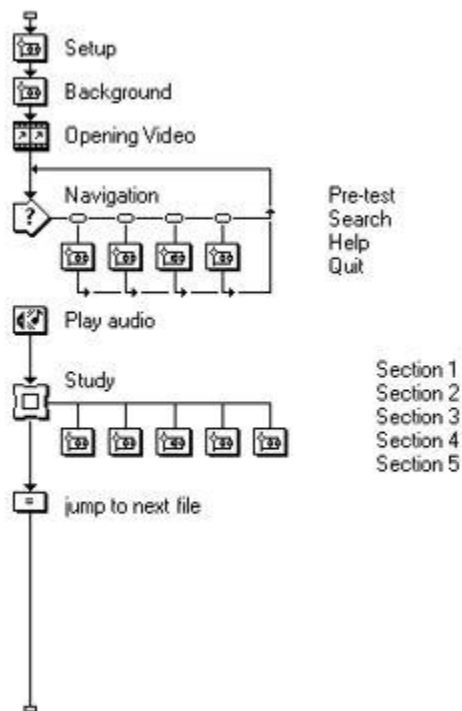 Setup
Background
Opening Video
Navigation
Pre-test
Search
Help
Quit
?
Play audio
Study
Section 1
Section 2
Section 3
Section 4
Section 5
=
jump to next file